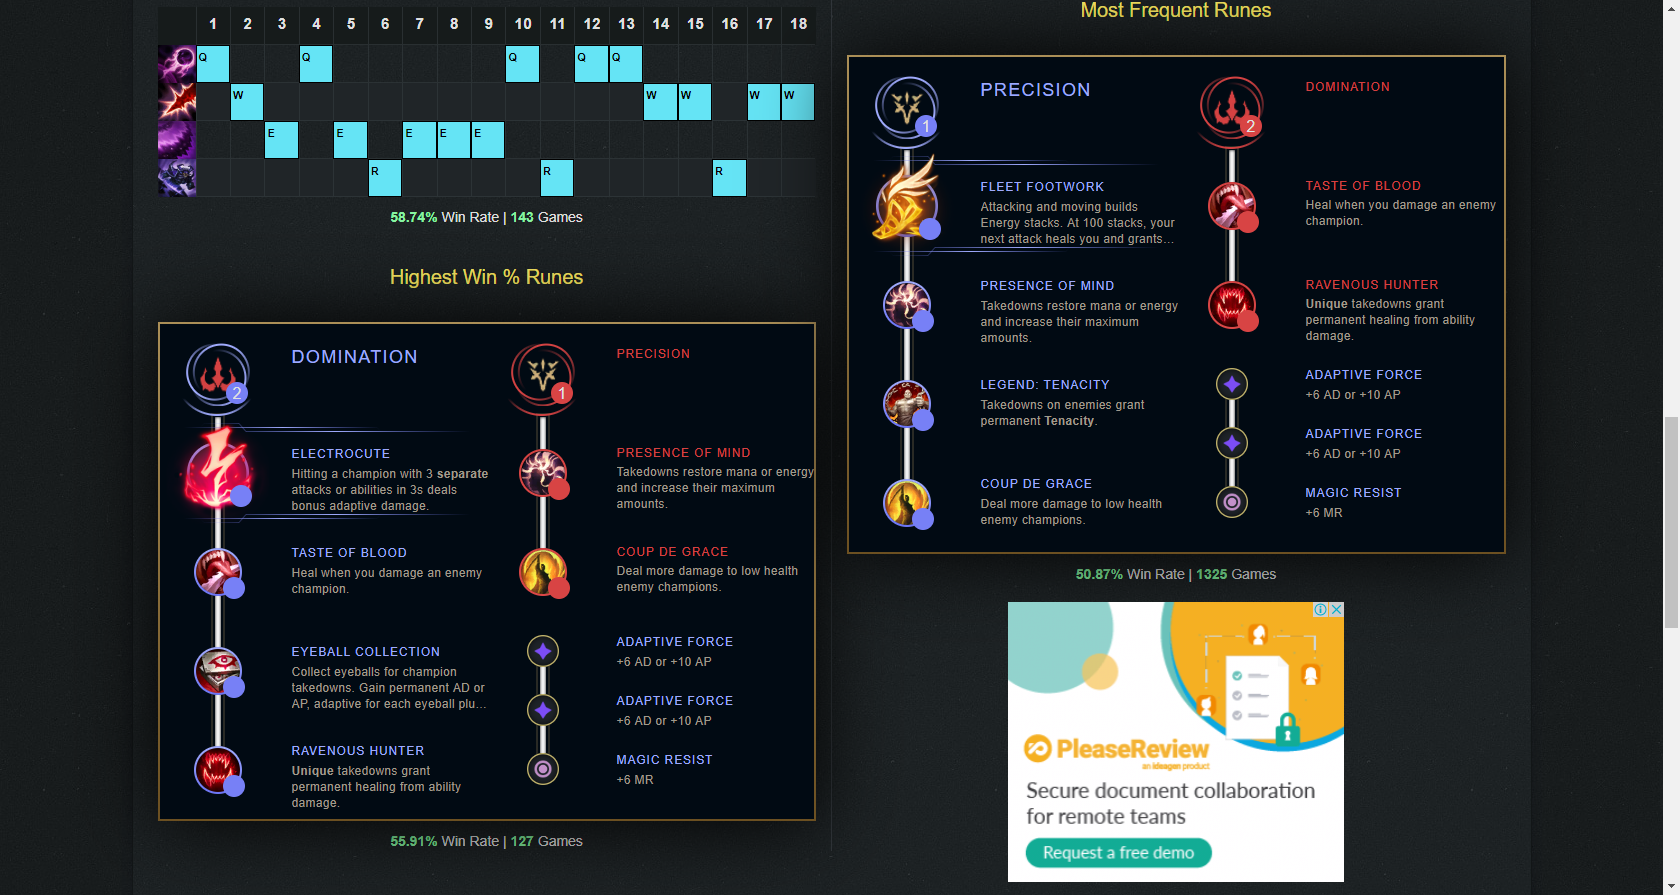 1 2 3 4 5 6 7 8 9 10 11 12 13 14 15 16 17 18
Q Q Q Q Q
W W W W W
E E E E E
R R R
58.74% Win Rate | 143 Games
Highest Win % Runes
2
DOMINATION
ELECTROCUTE
Hitting a champion with 3 separate
attacks or abilities in 3s deals
bonus adaptive damage.
TASTE OF BLOOD
Heal when you damage an enemy
champion.
EYEBALL COLLECTION
Collect eyeballs for champion
takedowns. Gain permanent AD or
AP, adaptive for each eyeball plu...
RAVENOUS HUNTER
Unique takedowns grant
permanent healing from ability
damage.
1
PRECISION
PRESENCE OF MIND
Takedowns restore mana or energy
and increase their maximum
amounts.
COUP DE GRACE
Deal more damage to low health
enemy champions.
ADAPTIVE FORCE
+6 AD or +10 AP
ADAPTIVE FORCE
+6 AD or +10 AP
MAGIC RESIST
+6 MR
55.91% Win Rate | 127 Games
Most Frequent Runes
1
PRECISION
FLEET FOOTWORK
Attacking and moving builds
Energy stacks. At 100 stacks, your
next attack heals you and grants...
PRESENCE OF MIND
Takedowns restore mana or energy
and increase their maximum
amounts.
LEGEND: TENACITY
Takedowns on enemies grant
permanent Tenacity.
COUP DE GRACE
Deal more damage to low health
enemy champions.
2
DOMINATION
TASTE OF BLOOD
Heal when you damage an enemy
champion.
RAVENOUS HUNTER
Unique takedowns grant
permanent healing from ability
damage.
ADAPTIVE FORCE
+6 AD or +10 AP
ADAPTIVE FORCE
+6 AD or +10 AP
MAGIC RESIST
+6 MR
50.87% Win Rate | 1325 Games
PleaseReview
an ideagen product
Secure document collaboration
for remote teams
Request a free demo